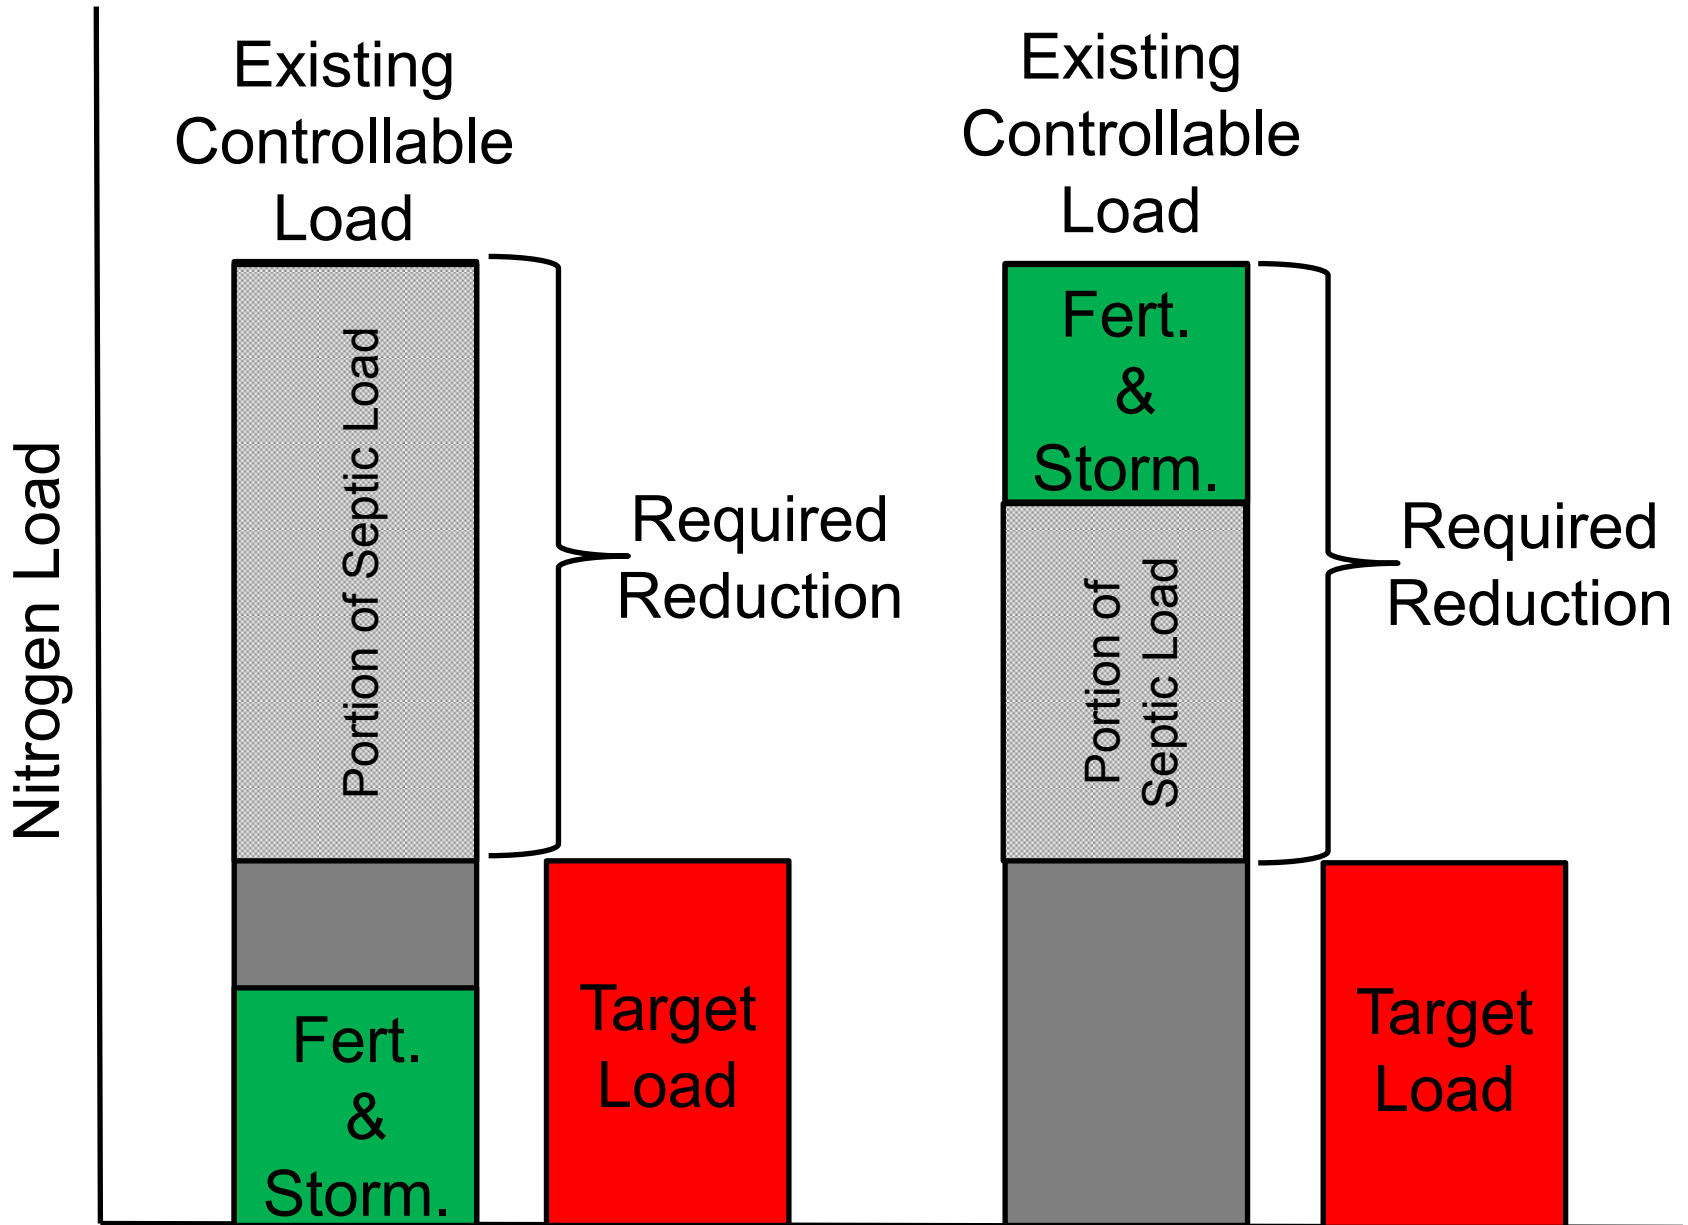 Nitrogen Load
Existing
Controllable
Load
Portion of Septic Load
Required
Reduction
Fert.
&
Storm.
Target
Load
Existing
Controllable
Load
Fert.
&
Storm.
Portion of
Septic Load
Required
Reduction
Target
Load